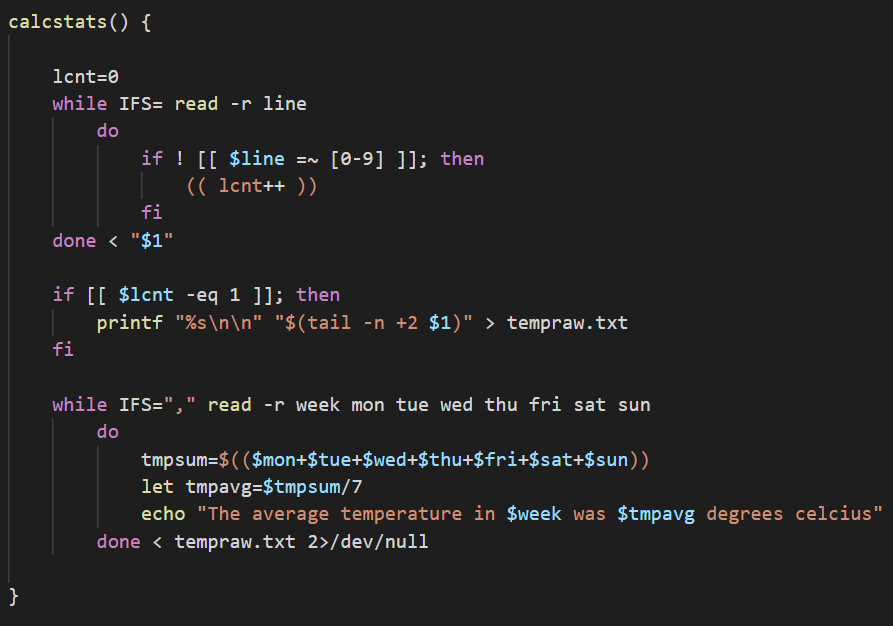 calcstats() {
lcnt=0
while IFS= read -r line
do
if ! [[ $line =~ [0-9] ]]; then
(( lcnt++ ))
fi
done < "$1"
if [[ $lcnt -eq 1 ]]; then
printf "%s\n\n" "$(tail -n +2 $1)" > tempraw.txt
fi
while IFS="," read -r week mon tue wed thu fri sat sun
do
tmpsum=$(($mon+$tue+$wed+$thu+$fri+$sat+$sun))
let tmpavg=$tmpsum/7
echo "The average temperature in $week was $tmpavg degrees celcius"
done < tempraw.txt 2>/dev/null
}